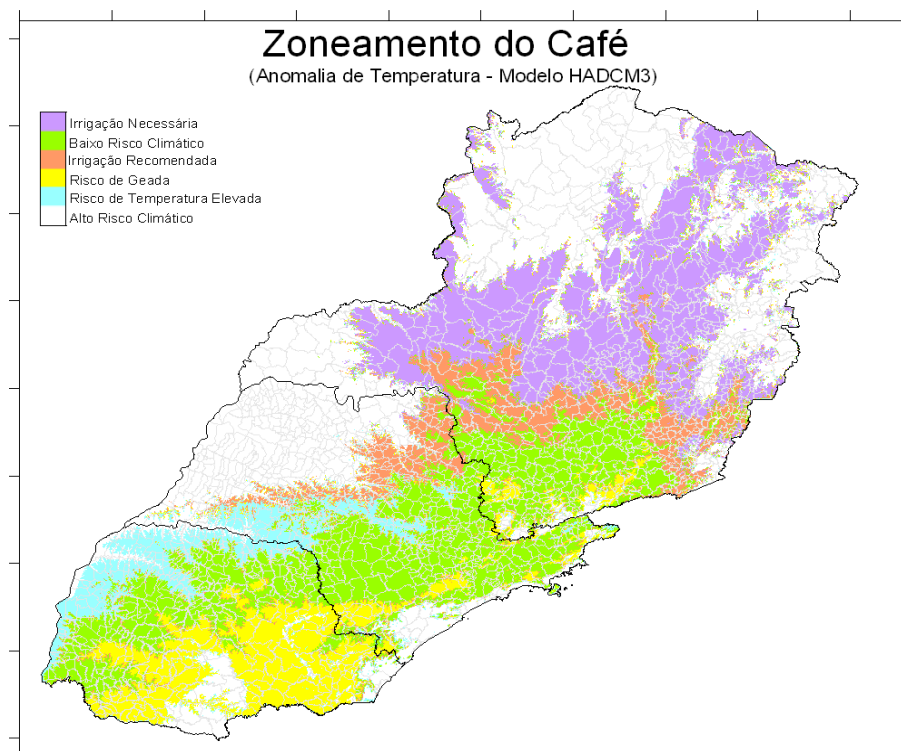 Zoneamento do Café
(Anomalia de Temperatura - Modelo HADCM3)
Irrigação Necessária
Baixo Risco Climático
Irrigação Recomendada
Risco de Geada
Risco de Temperatura Elevada
Alto Risco Climático